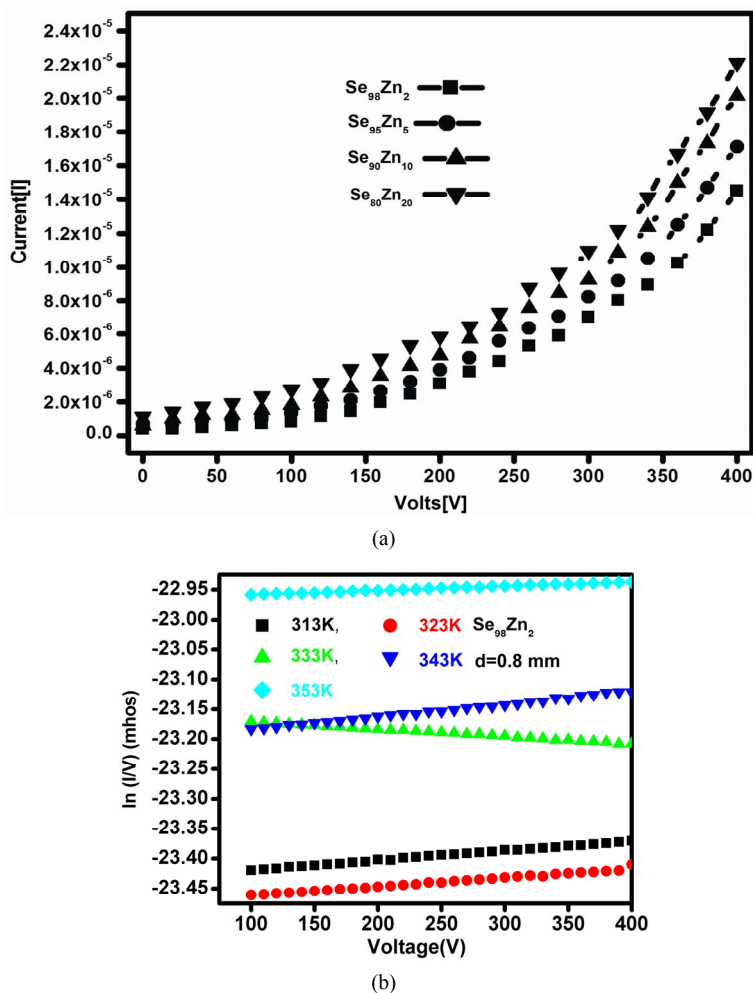 2.4x10⁻⁵
2.2x10⁻⁵
2.0x10⁻⁵
1.8x10⁻⁵
1.6x10⁻⁵
1.4x10⁻⁵
1.2x10⁻⁵
1.0x10⁻⁵
8.0x10⁻⁶
6.0x10⁻⁶
4.0x10⁻⁶
2.0x10⁻⁶
0.0
Current[I]
Se₉₈Zn₂
Se₉₅Zn₅
Se₉₀Zn₁₀
Se₈₀Zn₂₀
0 50 100 150 200 250 300 350 400
Volts[V]
(a)
-22.95
-23.00
-23.05
-23.10
-23.15
-23.20
-23.25
-23.30
-23.35
-23.40
-23.45
ln (I/V) (mhos)
313K, 323K Se₉₈Zn₂
333K, 343K d=0.8 mm
353K
100 150 200 250 300 350 400
Voltage(V)
(b)